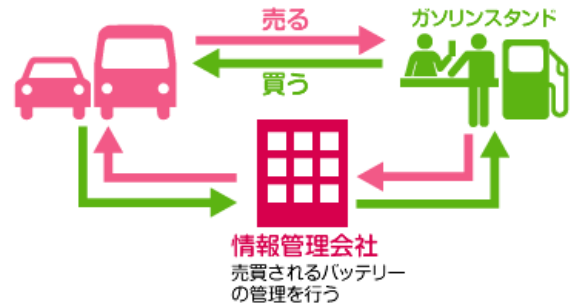 売る
ガソリンスタンド
買う
情報管理会社
売買されるバッテリー
の管理を行う